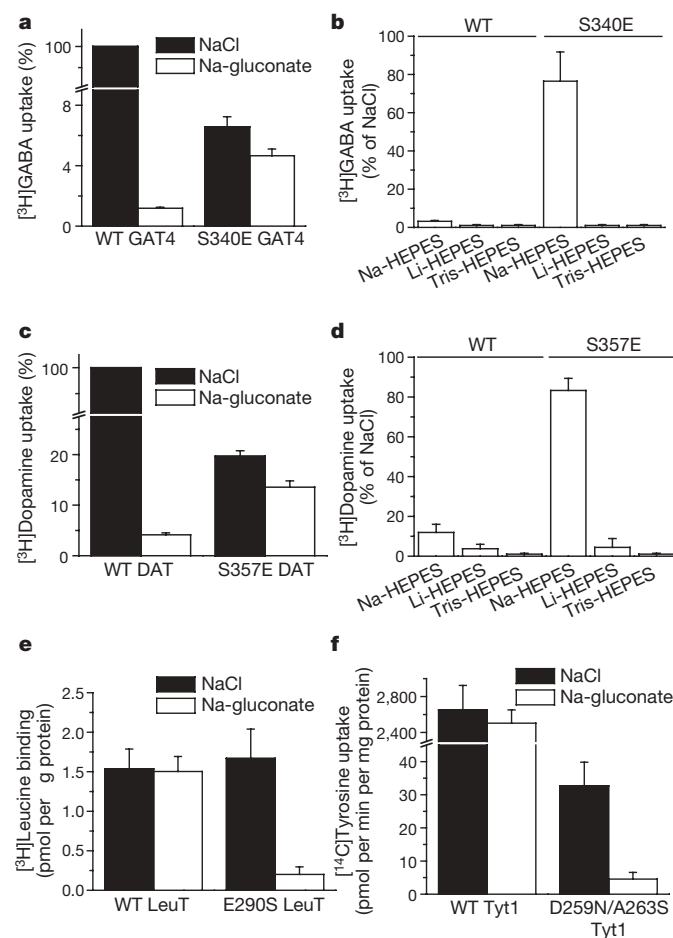 a
[3H]GABA uptake (%)
100
8
4
0
NaCl
Na-gluconate
WT GAT4
S340E GAT4
b
[3H]GABA uptake
(% of NaCl)
100
80
60
40
20
0
WT
S340E
Na-HEPES
Li-HEPES
Tris-HEPES
Na-HEPES
Li-HEPES
Tris-HEPES
c
[3H]Dopamine uptake (%)
100
20
10
0
NaCl
Na-gluconate
WT DAT
S357E DAT
d
[3H]Dopamine uptake
(% of NaCl)
100
80
60
40
20
0
WT
S357E
Na-HEPES
Li-HEPES
Tris-HEPES
Na-HEPES
Li-HEPES
Tris-HEPES
e
[3H]Leucine binding
(pmol per g protein)
2.5
2.0
1.5
1.0
0.5
0.0
NaCl
Na-gluconate
WT LeuT
E290S LeuT
f
[14C]Tyrosine uptake
(pmol per min per mg protein)
2,800
2,400
40
30
20
10
0
NaCl
Na-gluconate
WT Tyt1
D259N/A263S
Tyt1